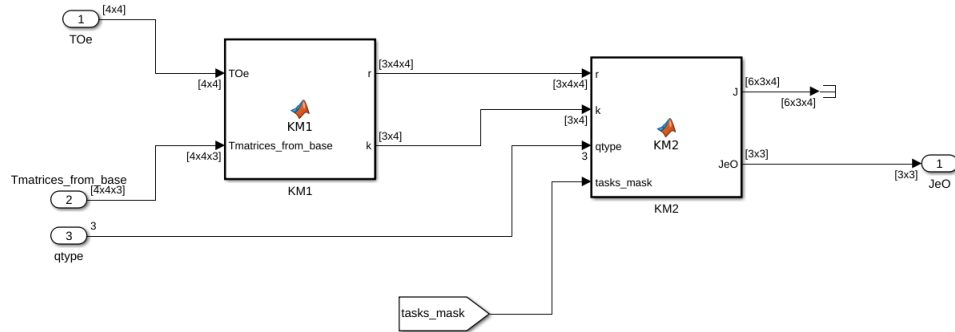 1
[4x4]
TOe
[4x4]
TOe
r
[3x4x4]
KM1
Tmatrices_from_base
[4x4x3]
k
[3x4]
KM1
Tmatrices_from_base
[4x4x3]
2
3
3
qtype
[3x4x4]
r
[3x4]
k
3
qtype
tasks_mask
KM2
J
[6x3x4]
[6x3x4]
JeO
[3x3]
[3x3]
1
JeO
KM2
tasks_mask